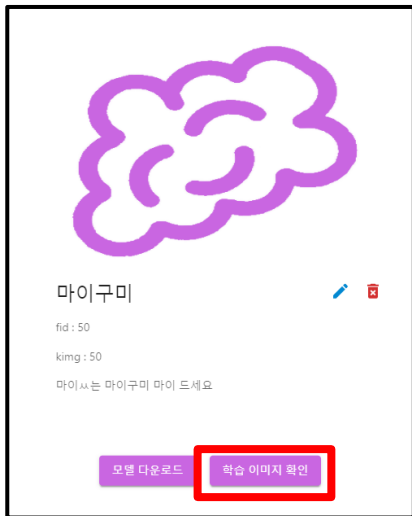 마이구미
fid : 50
kimg : 50
마이ㅆ는 마이구미 마이 드세요
모델 다운로드
학습 이미지 확인